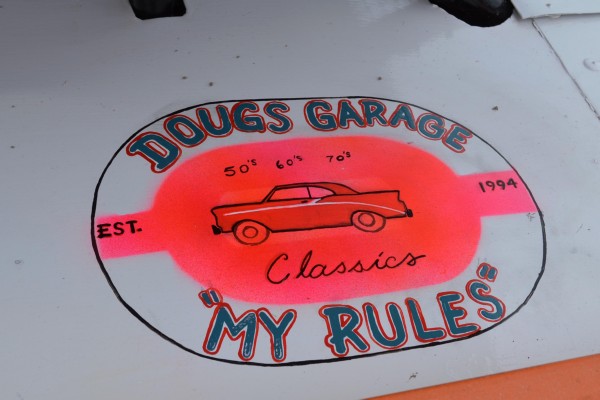 DOUGS GARAGE
50's 60's 70's
EST. 1994
Classics
"MY RULES"